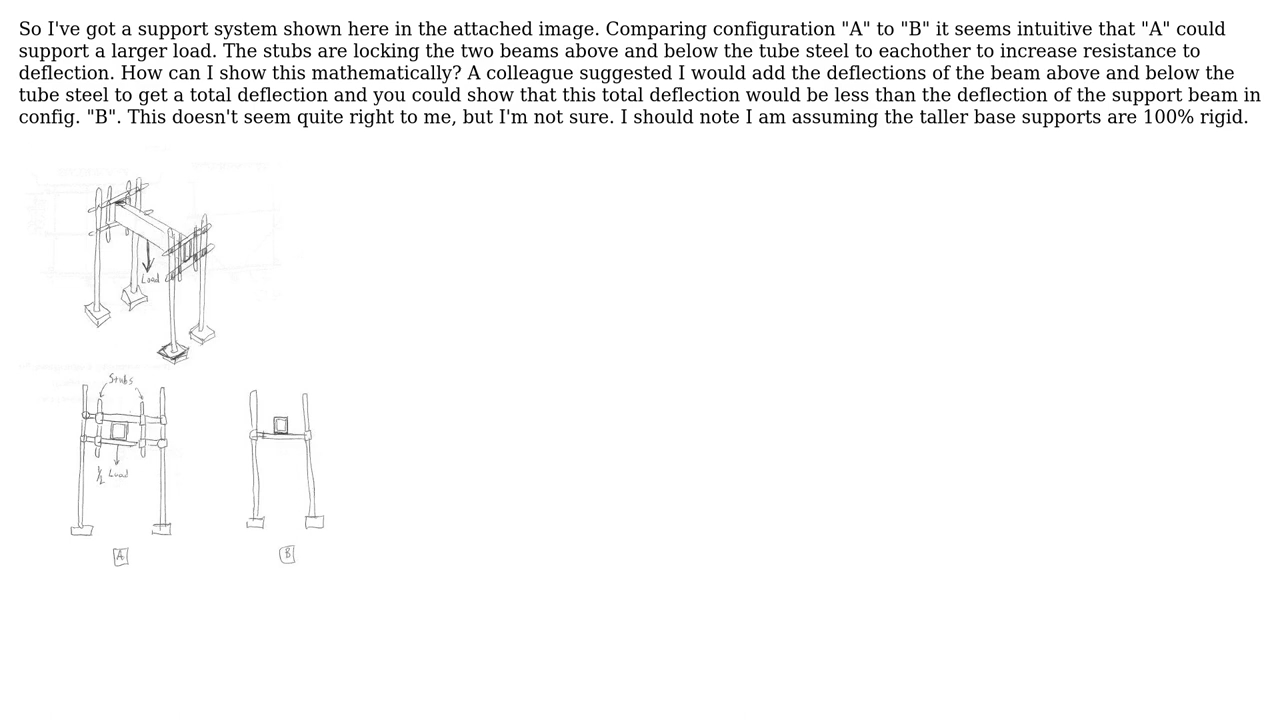 So I've got a support system shown here in the attached image. Comparing configuration "A" to "B" it seems intuitive that "A" could
support a larger load. The stubs are locking the two beams above and below the tube steel to eachother to increase resistance to
deflection. How can I show this mathematically? A colleague suggested I would add the deflections of the beam above and below the
tube steel to get a total deflection and you could show that this total deflection would be less than the deflection of the support beam in
config. "B". This doesn't seem quite right to me, but I'm not sure. I should note I am assuming the taller base supports are 100% rigid.
Load
Stubs
1/2 Load
A
B